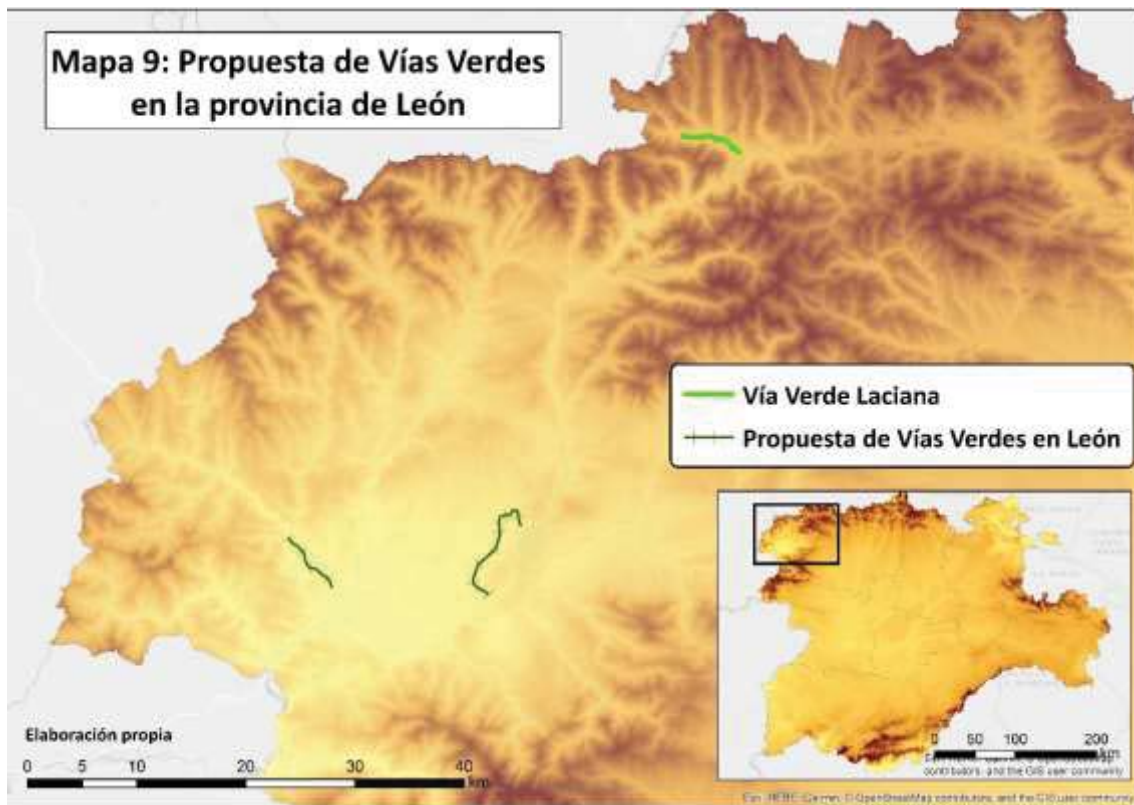 Mapa 9: Propuesta de Vías Verdes
en la provincia de León
Vía Verde Laciana
Propuesta de Vías Verdes en León
Elaboración propia
0 5 10 20 30 40
km
0 50 100 200
km
contributors, and the GIS user community
Esri, HERE, Garmin, © OpenStreetMap contributors, and the GIS user community